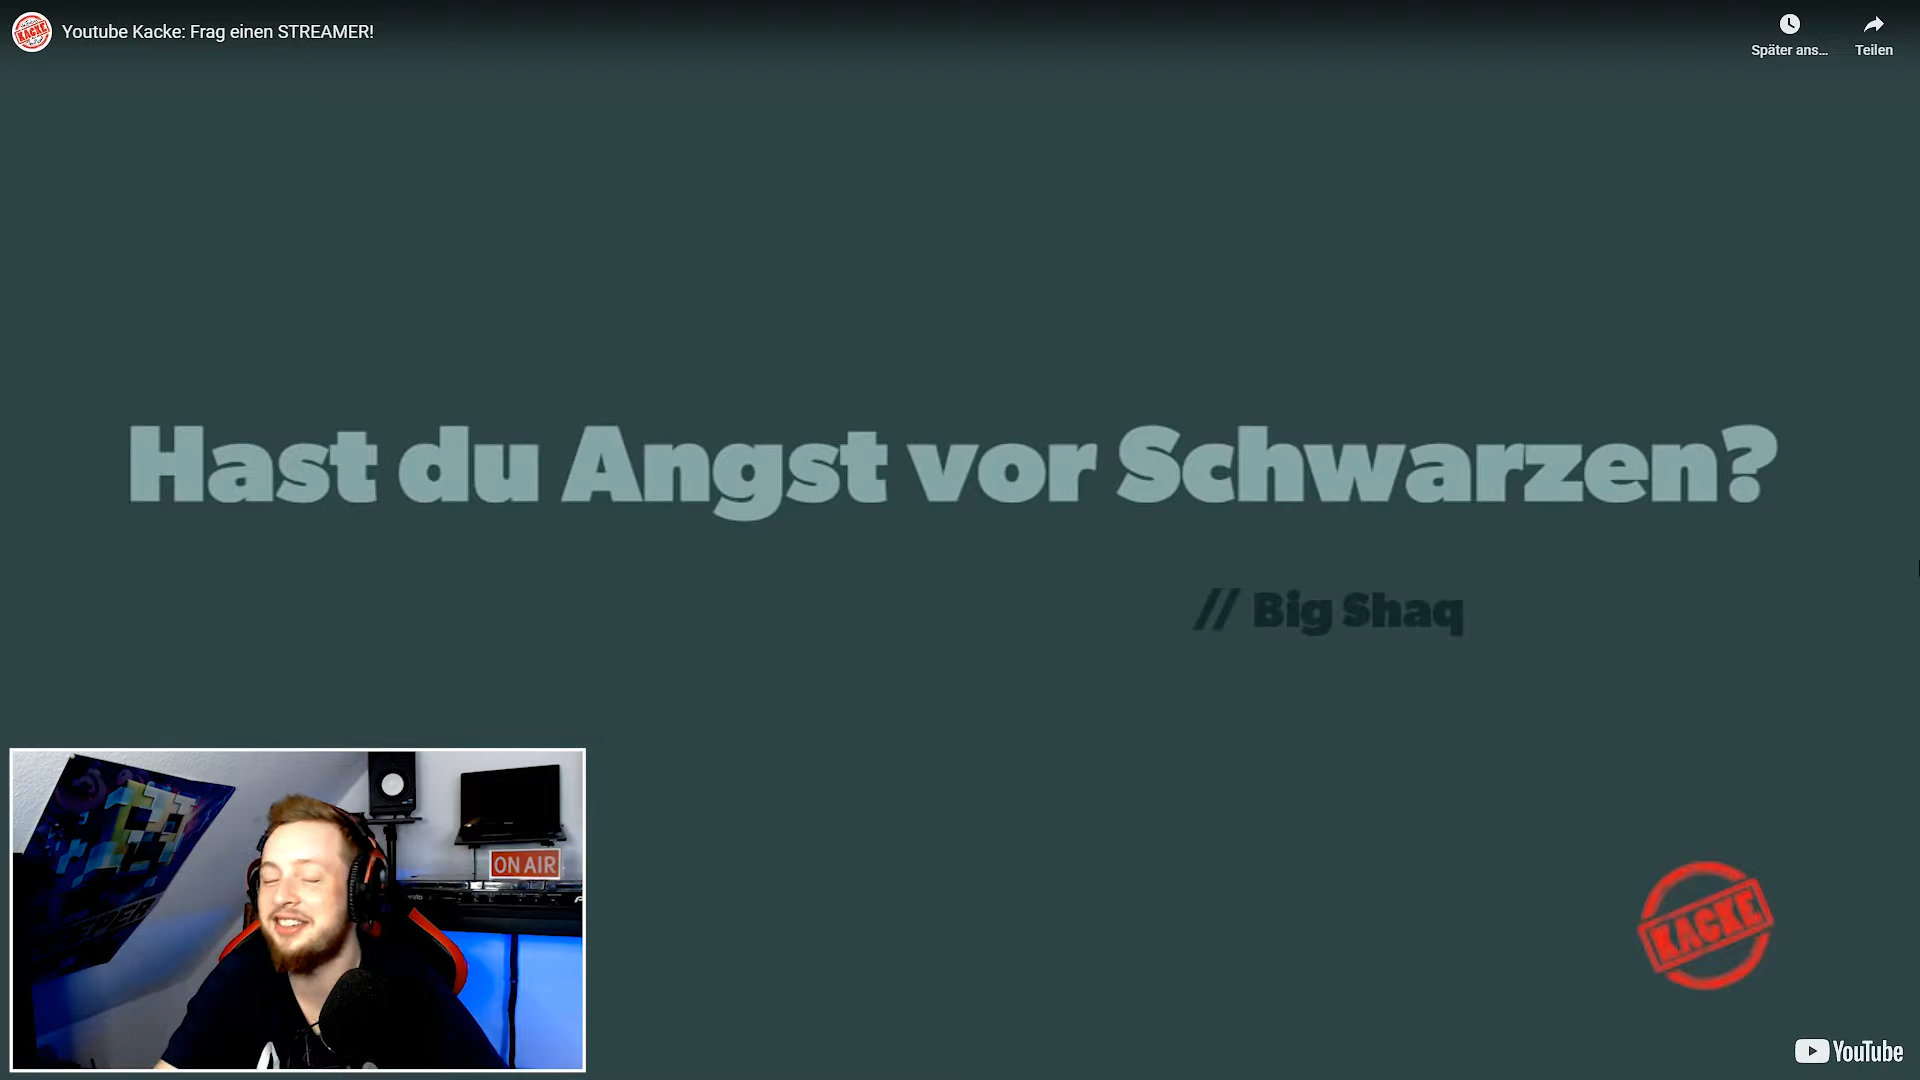 Youtube Kacke: Frag einen STREAMER!
Später ans...
Teilen
Hast du Angst vor Schwarzen?
// Big Shaq
ON AIR
KACKE
YouTube